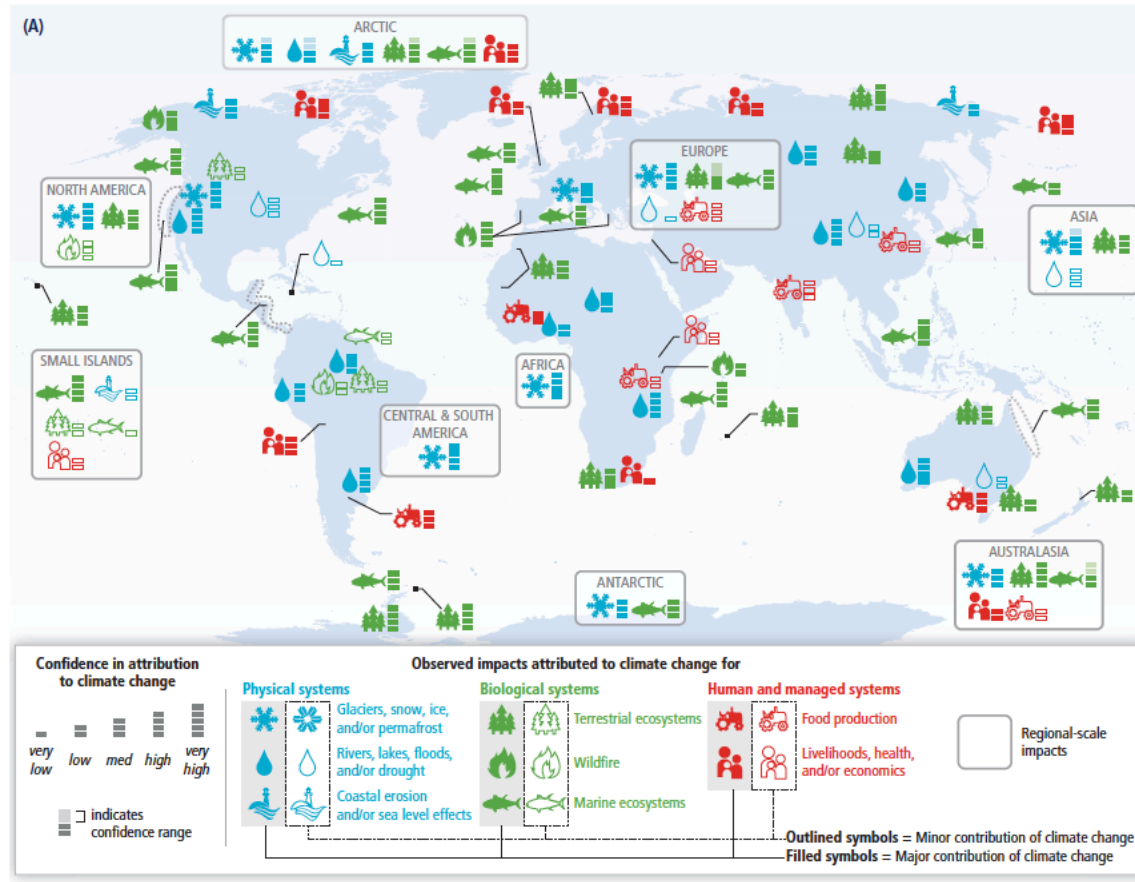 (A)
ARCTIC
NORTH AMERICA
EUROPE
ASIA
SMALL ISLANDS
AFRICA
CENTRAL & SOUTH
AMERICA
ANTARCTIC
AUSTRALASIA
Confidence in attribution
to climate change
very
low
low
med
high
very
high
indicates
confidence range
Observed impacts attributed to climate change for
Physical systems
Glaciers, snow, ice,
and/or permafrost
Rivers, lakes, floods,
and/or drought
Coastal erosion
and/or sea level effects
Biological systems
Terrestrial ecosystems
Wildfire
Marine ecosystems
Human and managed systems
Food production
Livelihoods, health,
and/or economics
Regional-scale
impacts
Outlined symbols = Minor contribution of climate change
Filled symbols = Major contribution of climate change